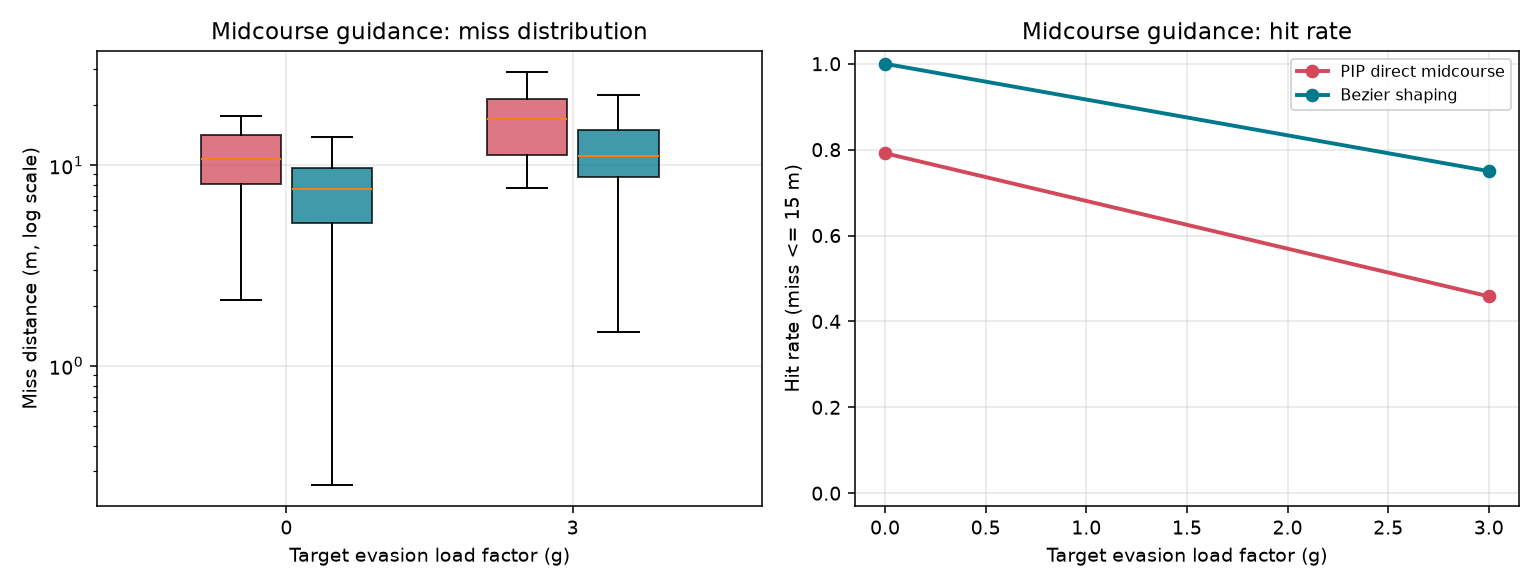 Midcourse guidance: miss distribution
Miss distance (m, log scale)
10¹
10⁰
0
3
Target evasion load factor (g)
Midcourse guidance: hit rate
PIP direct midcourse
Bezier shaping
Hit rate (miss <= 15 m)
1.0
0.8
0.6
0.4
0.2
0.0
0.0
0.5
1.0
1.5
2.0
2.5
3.0
Target evasion load factor (g)